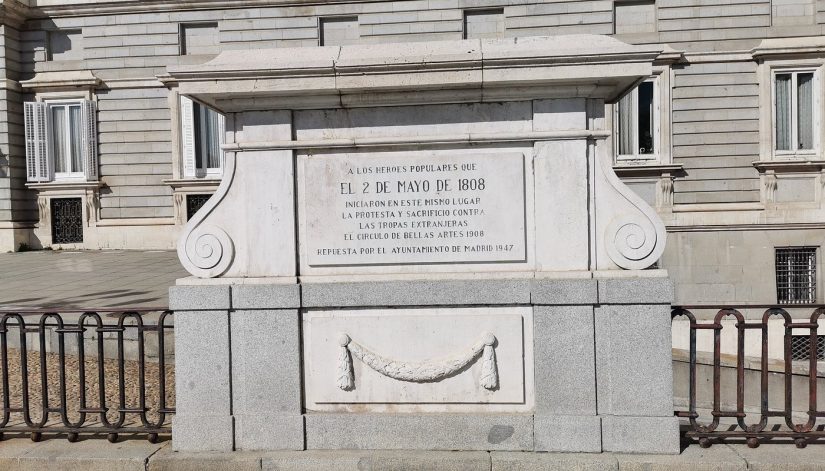 A LOS HEROES POPULARES QUE
EL 2 DE MAYO DE 1808
INICIARON EN ESTE MISMO LUGAR
LA PROTESTA Y SACRIFICIO CONTRA
LAS TROPAS EXTRANJERAS
EL CIRCULO DE BELLAS ARTES 1908
REPUESTA POR EL AYUNTAMIENTO DE MADRID 1947